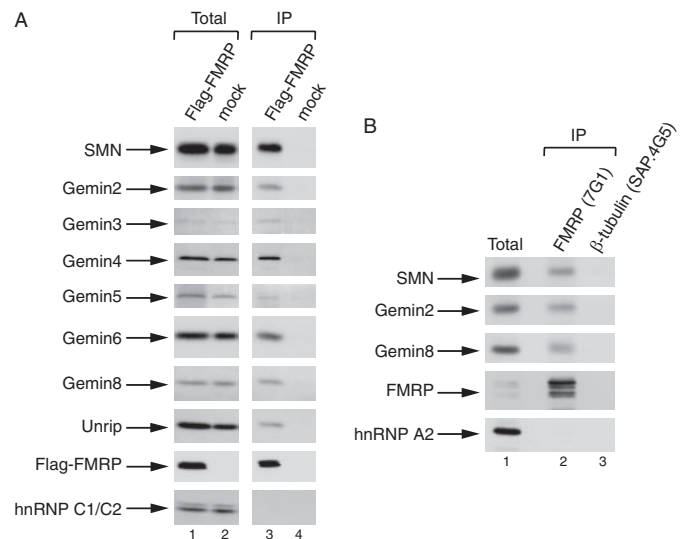 A
Total IP
Flag-FMRP
mock
Flag-FMRP
mock
SMN
Gemin2
Gemin3
Gemin4
Gemin5
Gemin6
Gemin8
Unrip
Flag-FMRP
hnRNP C1/C2
1 2 3 4
B
IP
Total
FMRP (7G1)
β-tubulin (SAP.4G5)
SMN
Gemin2
Gemin8
FMRP
hnRNP A2
1 2 3